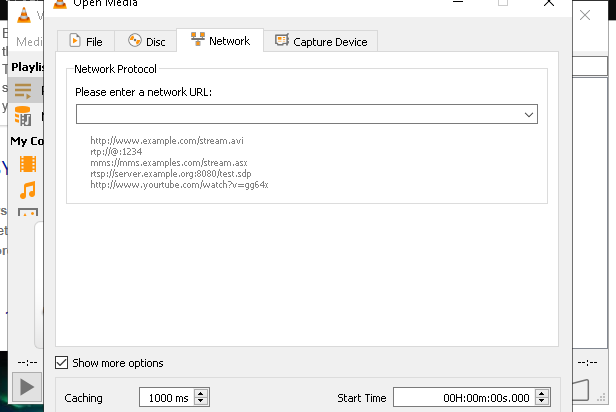 Open Media
V
Medi
Playlis
P
My Co
File
Disc
Network
Capture Device
Network Protocol
Please enter a network URL:
http://www.example.com/stream.avi
rtp://@:1234
mms://mms.examples.com/stream.asx
rtsp://server.example.org:8080/test.sdp
http://www.yourtube.com/watch?v=gg64x
--:--
--:--
Show more options
Caching
1000 ms
Start Time
00H:00m:00s.000